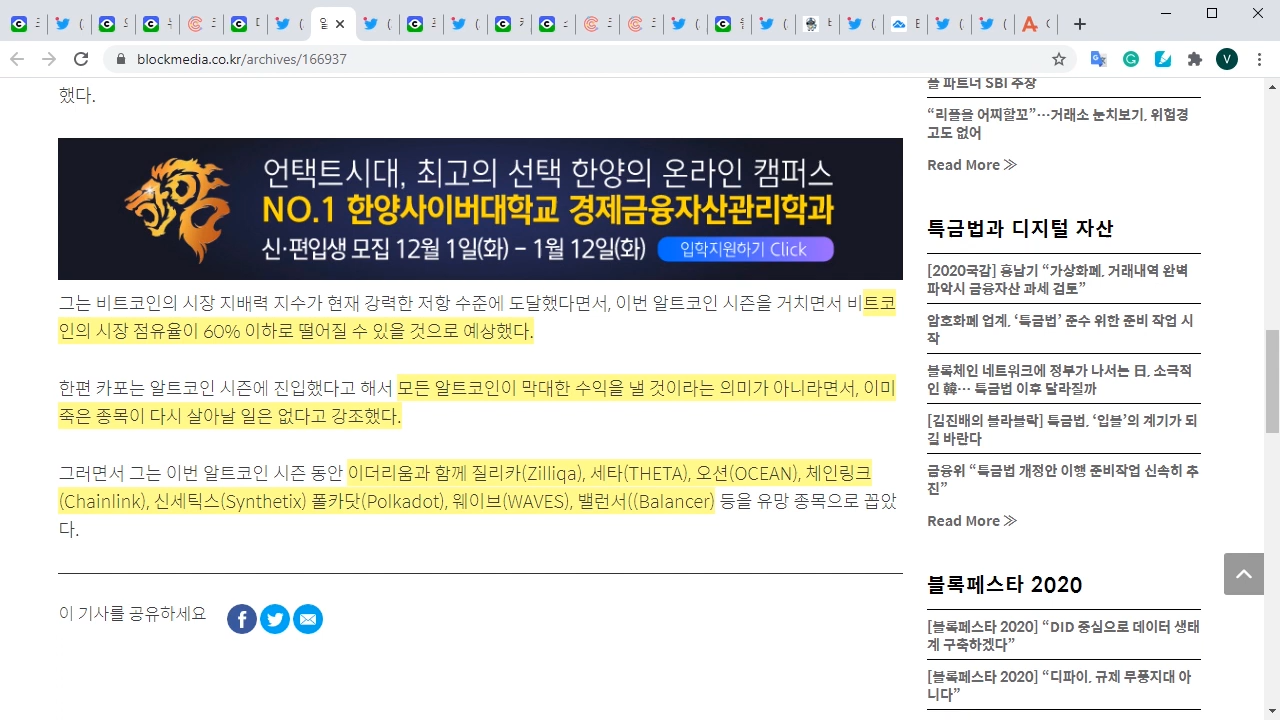 blockmedia.co.kr/archives/166937
V
했다.
언택트시대, 최고의 선택 한양의 온라인 캠퍼스
NO.1 한양사이버대학교 경제금융자산관리학과
신·편입생 모집 12월 1일(화) – 1월 12일(화) 입학지원하기 Click
그는 비트코인의 시장 지배력 지수가 현재 강력한 저항 수준에 도달했다면서, 이번 알트코인 시즌을 거치면서 비트코
인의 시장 점유율이 60% 이하로 떨어질 수 있을 것으로 예상했다.
한편 카포는 알트코인 시즌에 진입했다고 해서 모든 알트코인이 막대한 수익을 낼 것이라는 의미가 아니라면서, 이미
죽은 종목이 다시 살아날 일은 없다고 강조했다.
그러면서 그는 이번 알트코인 시즌 동안 이더리움과 함께 질리카(Zilliqa), 세타(THETA), 오션(OCEAN), 체인링크
(Chainlink), 신세틱스(Synthetix) 폴카닷(Polkadot), 웨이브(WAVES), 밸런서((Balancer) 등을 유망 종목으로 꼽았
다.
이 기사를 공유하세요
플 파트너 SBI 주장
“리플을 어찌할꼬”…거래소 눈치보기, 위험경
고도 없어
Read More ≫
특금법과 디지털 자산
[2020국감] 홍남기 “가상화폐, 거래내역 완벽
파악시 금융자산 과세 검토”
암호화폐 업계, ‘특금법’ 준수 위한 준비 작업 시
작
블록체인 네트워크에 정부가 나서는 日, 소극적
인 韓… 특금법 이후 달라질까
[김진배의 블라블락] 특금법, ‘입블’의 계기가 되
길 바란다
금융위 “특금법 개정안 이행 준비작업 신속히 추
진”
Read More ≫
블록페스타 2020
[블록페스타 2020] “DID 중심으로 데이터 생태
계 구축하겠다”
[블록페스타 2020] “디파이, 규제 무풍지대 아
니다”